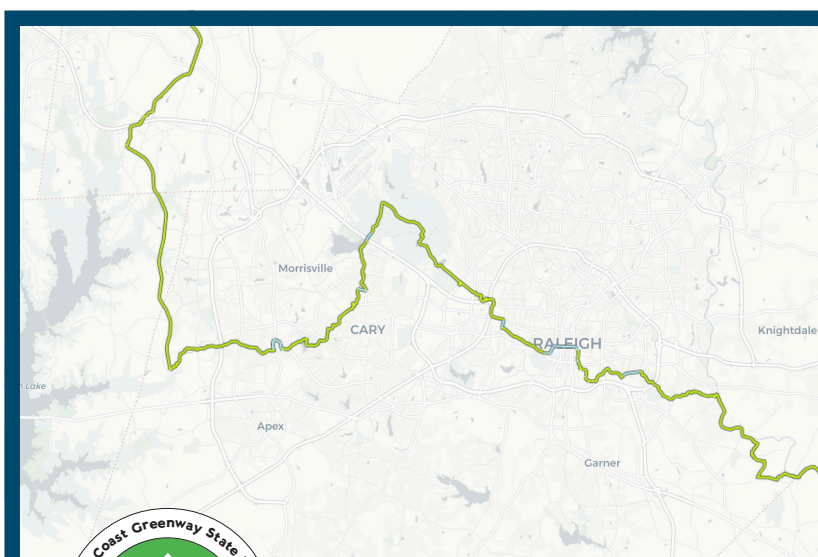 Morrisville
CARY
RALEIGH
Knightdale
Lake
Apex
Garner
Coast Greenway State